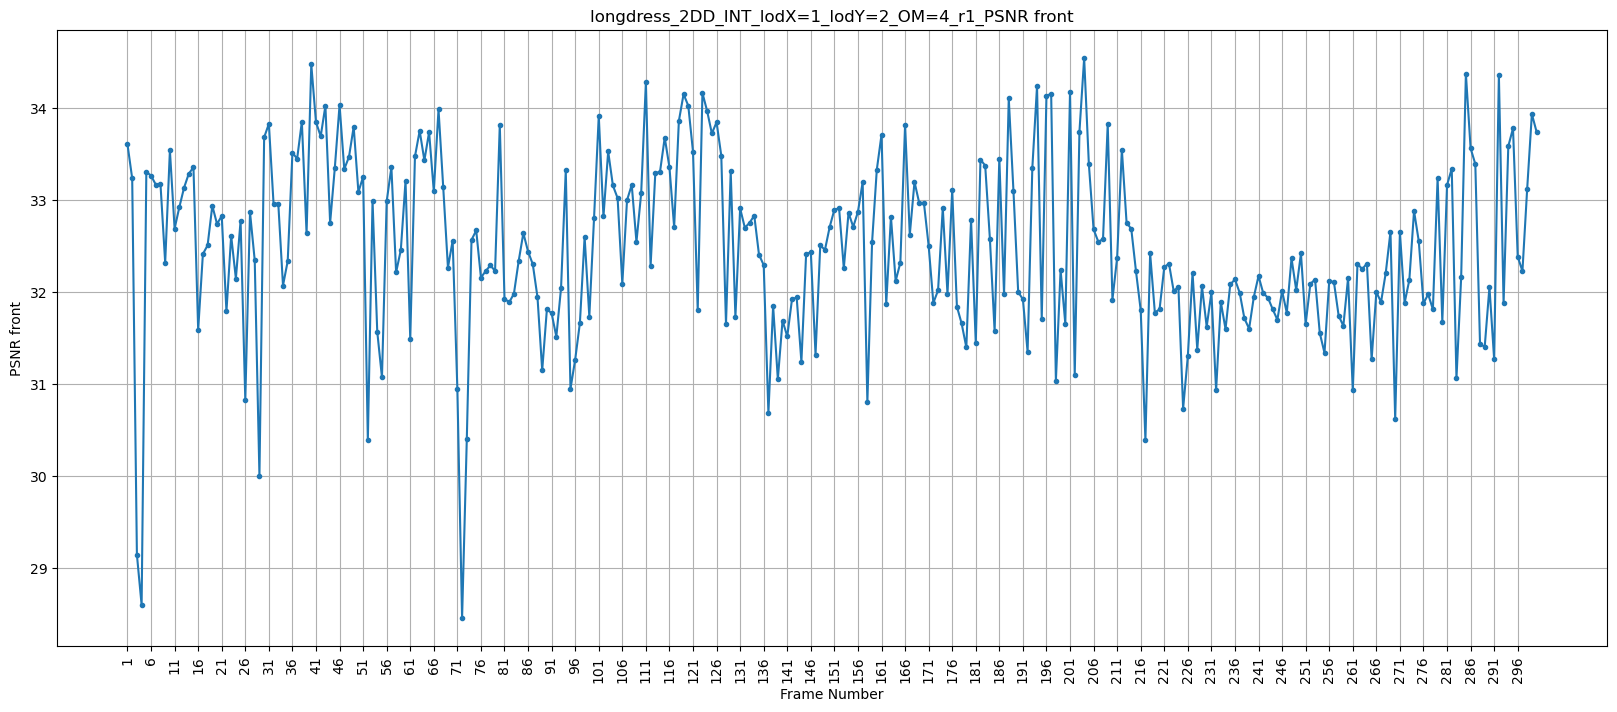 longdress_2DD_INT_lodX=1_lodY=2_OM=4_r1_PSNR front
34
33
32
31
30
29
PSNR front
1 6 11 16 21 26 31 36 41 46 51 56 61 66 71 76 81 86 91 96 101 106 111 116 121 126 131 136 141 146 151 156 161 166 171 176 181 186 191 196 201 206 211 216 221 226 231 236 241 246 251 256 261 266 271 276 281 286 291 296
Frame Number